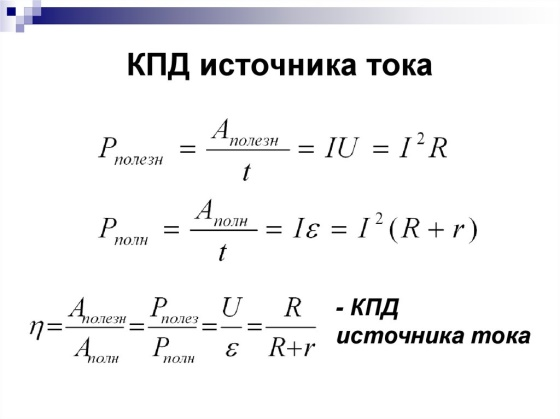 КПД источника тока
P_полезн = A_полезн / t = IU = I²R
P_полн = A_полн / t = Iε = I²(R + r)
η = A_полезн / A_полн = P_полез / P_полн = U / ε = R / R+r
- КПД
источника тока